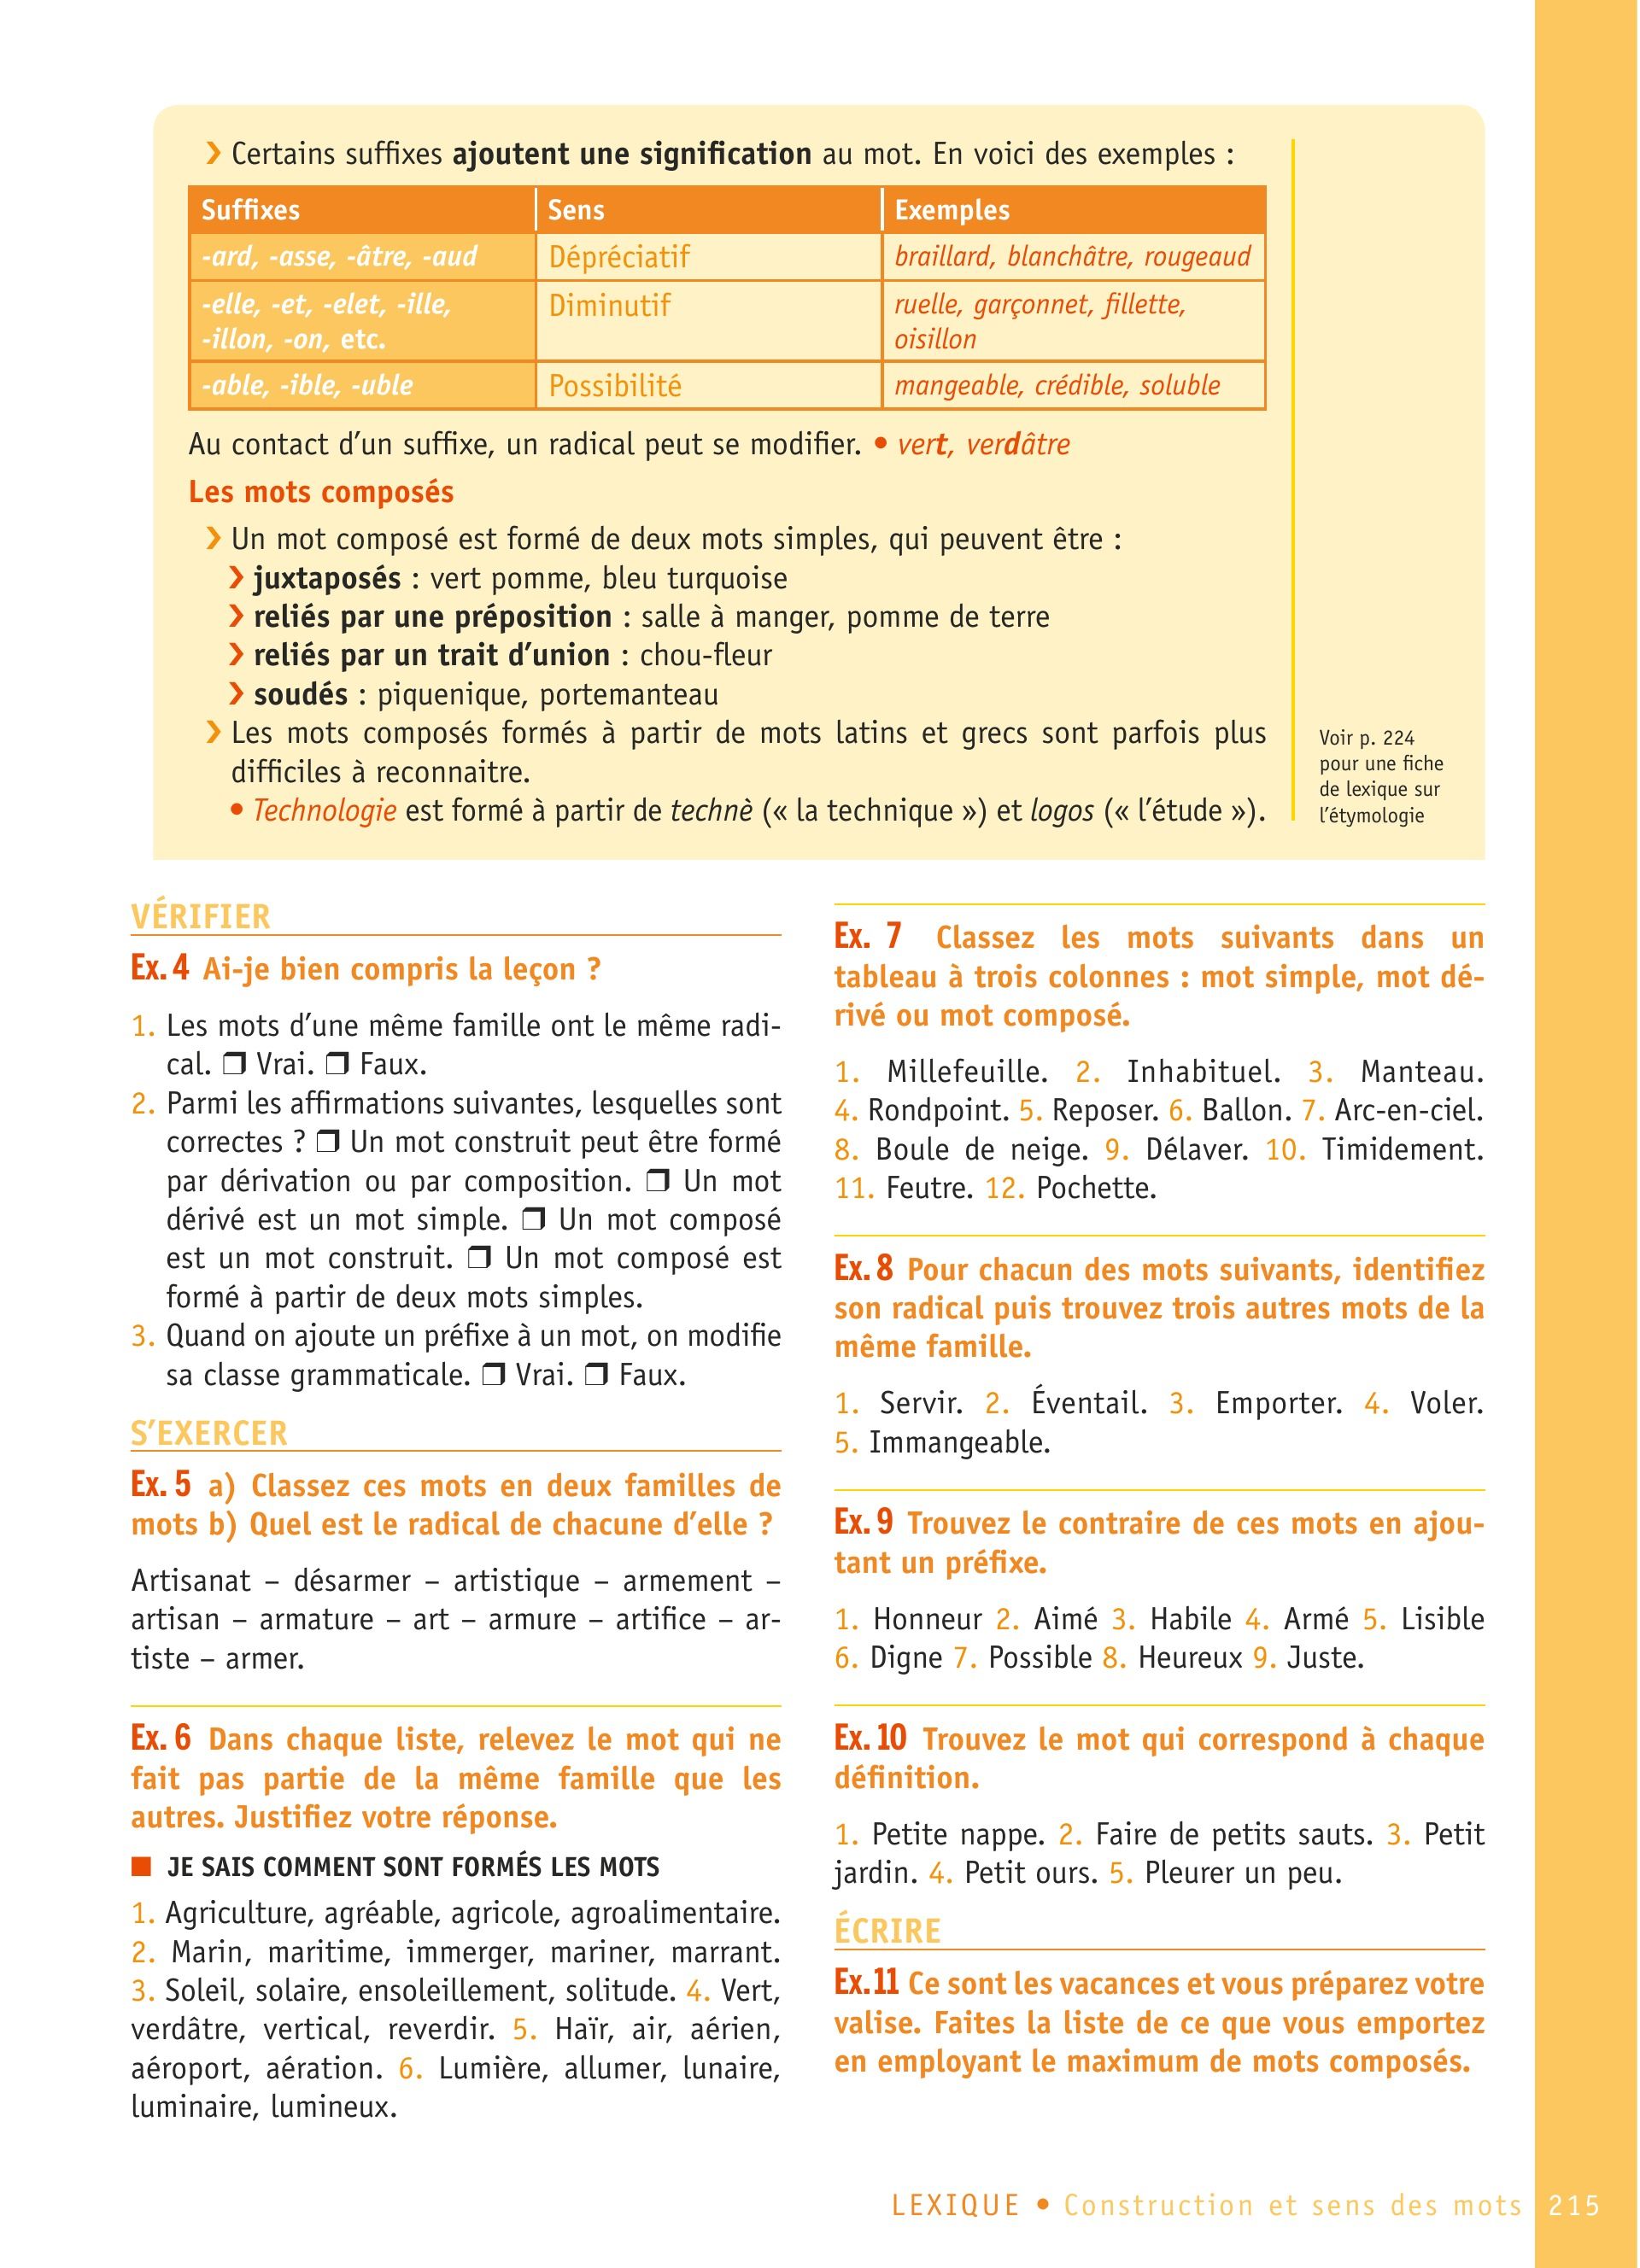 ❯ Certains suffixes ajoutent une signification au mot. En voici des exemples :
Suffixes Sens Exemples
-ard, -asse, -âtre, -aud Dépréciatif braillard, blanchâtre, rougeaud
-elle, -et, -elet, -ille, Diminutif ruelle, garçonnet, fillette,
-illon, -on, etc. oisillon
-able, -ible, -uble Possibilité mangeable, crédible, soluble
Au contact d’un suffixe, un radical peut se modifier. • vert, verdâtre
Les mots composés
❯ Un mot composé est formé de deux mots simples, qui peuvent être :
❯ juxtaposés : vert pomme, bleu turquoise
❯ reliés par une préposition : salle à manger, pomme de terre
❯ reliés par un trait d’union : chou-fleur
❯ soudés : piquenique, portemanteau
❯ Les mots composés formés à partir de mots latins et grecs sont parfois plus
difficiles à reconnaitre.
• Technologie est formé à partir de technè (« la technique ») et logos (« l’étude »).
Voir p. 224
pour une fiche
de lexique sur
l’étymologie
VÉRIFIER
Ex. 4 Ai-je bien compris la leçon ?
1. Les mots d’une même famille ont le même radi-
cal. ❒ Vrai. ❒ Faux.
2. Parmi les affirmations suivantes, lesquelles sont
correctes ? ❒ Un mot construit peut être formé
par dérivation ou par composition. ❒ Un mot
dérivé est un mot simple. ❒ Un mot composé
est un mot construit. ❒ Un mot composé est
formé à partir de deux mots simples.
3. Quand on ajoute un préfixe à un mot, on modifie
sa classe grammaticale. ❒ Vrai. ❒ Faux.
S’EXERCER
Ex. 5 a) Classez ces mots en deux familles de
mots b) Quel est le radical de chacune d’elle ?
Artisanat – désarmer – artistique – armement –
artisan – armature – art – armure – artifice – ar-
tiste – armer.
Ex. 6 Dans chaque liste, relevez le mot qui ne
fait pas partie de la même famille que les
autres. Justifiez votre réponse.
■ JE SAIS COMMENT SONT FORMÉS LES MOTS
1. Agriculture, agréable, agricole, agroalimentaire.
2. Marin, maritime, immerger, mariner, marrant.
3. Soleil, solaire, ensoleillement, solitude. 4. Vert,
verdâtre, vertical, reverdir. 5. Haïr, air, aérien,
aéroport, aération. 6. Lumière, allumer, lunaire,
luminaire, lumineux.
Ex. 7 Classez les mots suivants dans un
tableau à trois colonnes : mot simple, mot dé-
rivé ou mot composé.
1. Millefeuille. 2. Inhabituel. 3. Manteau.
4. Rondpoint. 5. Reposer. 6. Ballon. 7. Arc-en-ciel.
8. Boule de neige. 9. Délaver. 10. Timidement.
11. Feutre. 12. Pochette.
Ex. 8 Pour chacun des mots suivants, identifiez
son radical puis trouvez trois autres mots de la
même famille.
1. Servir. 2. Éventail. 3. Emporter. 4. Voler.
5. Immangeable.
Ex. 9 Trouvez le contraire de ces mots en ajou-
tant un préfixe.
1. Honneur 2. Aimé 3. Habile 4. Armé 5. Lisible
6. Digne 7. Possible 8. Heureux 9. Juste.
Ex. 10 Trouvez le mot qui correspond à chaque
définition.
1. Petite nappe. 2. Faire de petits sauts. 3. Petit
jardin. 4. Petit ours. 5. Pleurer un peu.
ÉCRIRE
Ex. 11 Ce sont les vacances et vous préparez votre
valise. Faites la liste de ce que vous emportez
en employant le maximum de mots composés.
LEXIQUE • Construction et sens des mots 215